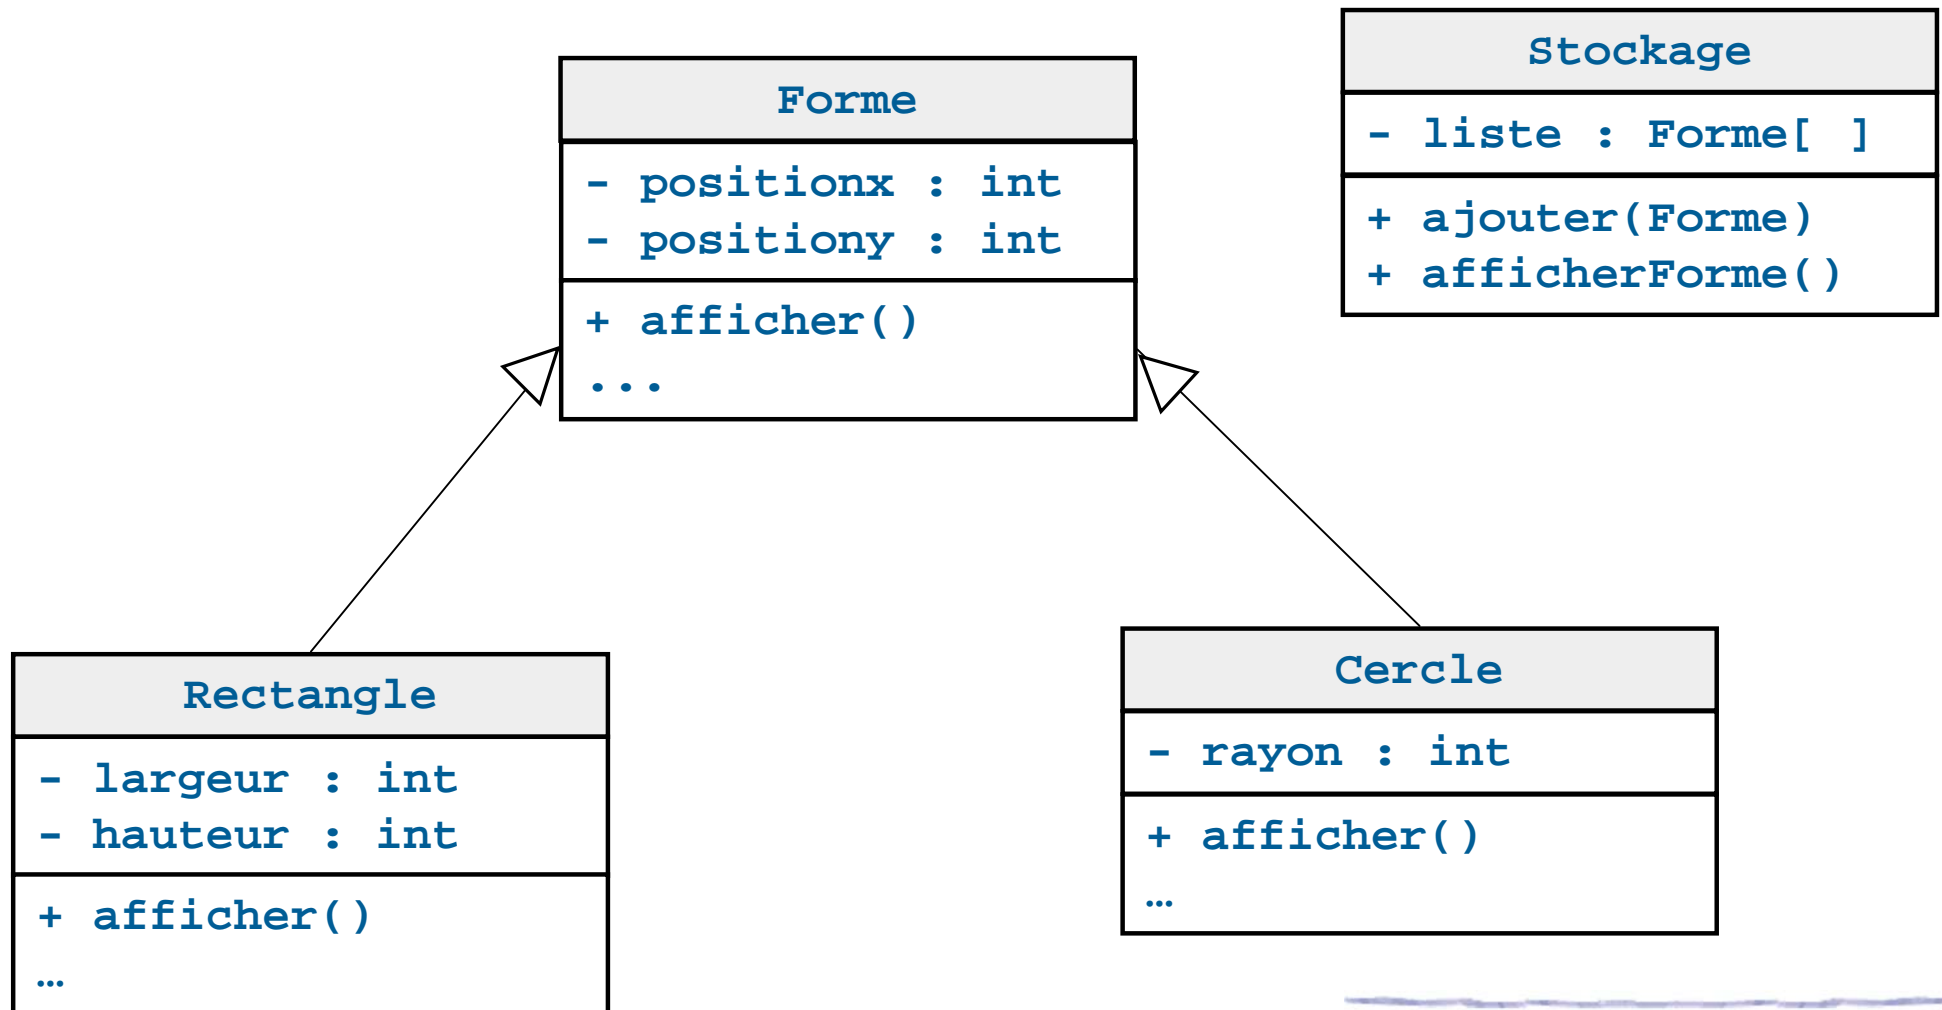 Forme
- positionx : int
- positiony : int
+ afficher()
...
Stockage
- liste : Forme[ ]
+ ajouter(Forme)
+ afficherForme()
Rectangle
- largeur : int
- hauteur : int
+ afficher()
…
Cercle
- rayon : int
+ afficher()
…